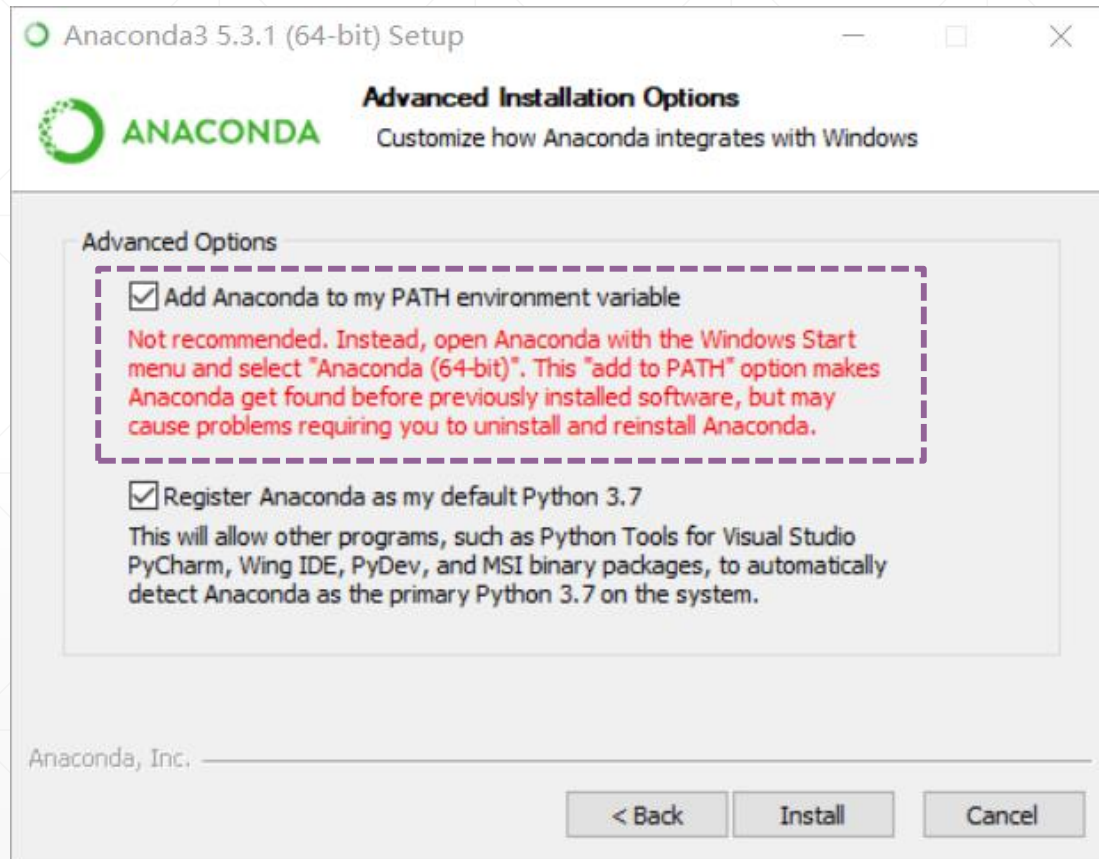 Anaconda3 5.3.1 (64-bit) Setup
ANACONDA
Advanced Installation Options
Customize how Anaconda integrates with Windows
Advanced Options
Add Anaconda to my PATH environment variable
Not recommended. Instead, open Anaconda with the Windows Start
menu and select "Anaconda (64-bit)". This "add to PATH" option makes
Anaconda get found before previously installed software, but may
cause problems requiring you to uninstall and reinstall Anaconda.
Register Anaconda as my default Python 3.7
This will allow other programs, such as Python Tools for Visual Studio
PyCharm, Wing IDE, PyDev, and MSI binary packages, to automatically
detect Anaconda as the primary Python 3.7 on the system.
Anaconda, Inc.
< Back
Install
Cancel